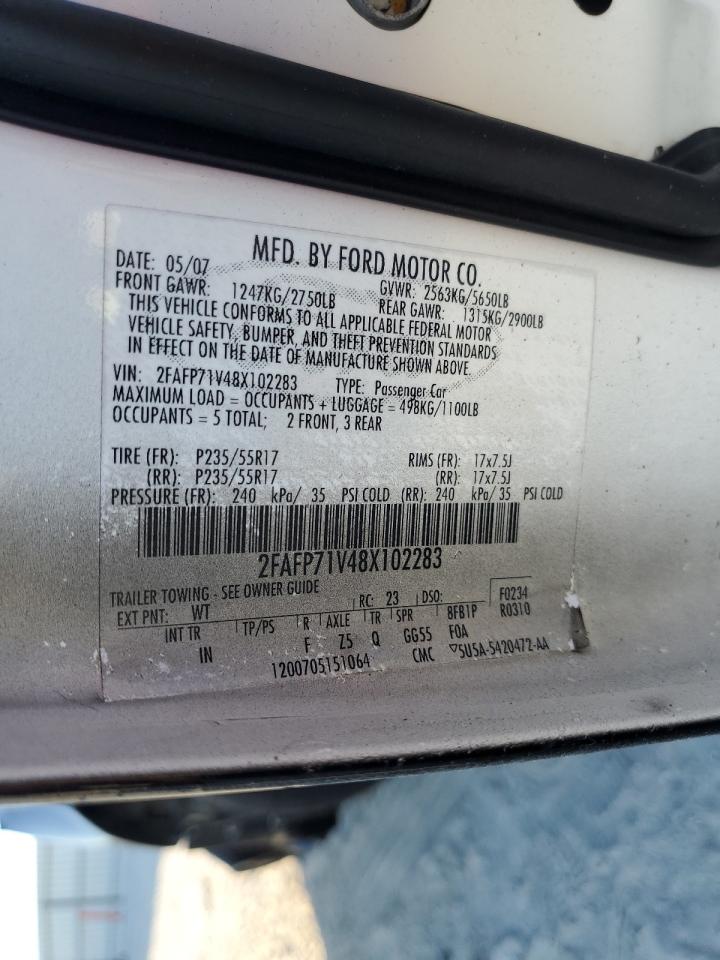 MFD. BY FORD MOTOR CO.
DATE: 05/07 GVWR: 2563KG/5650LB
FRONT GAWR: 1247KG/2750LB REAR GAWR: 1315KG/2900LB
THIS VEHICLE CONFORMS TO ALL APPLICABLE FEDERAL MOTOR
VEHICLE SAFETY, BUMPER, AND THEFT PREVENTION STANDARDS
IN EFFECT ON THE DATE OF MANUFACTURE SHOWN ABOVE.
VIN: 2FAFP71V48X102283 TYPE: Passenger Car
MAXIMUM LOAD = OCCUPANTS + LUGGAGE = 498KG/1100LB
OCCUPANTS = 5 TOTAL; 2 FRONT, 3 REAR
TIRE (FR): P235/55R17 RIMS (FR): 17x7.5J
(RR): P235/55R17 (RR): 17x7.5J
PRESSURE (FR): 240 kPa/ 35 PSI COLD (RR): 240 kPa/ 35 PSI COLD
2FAFP71V48X102283
TRAILER TOWING - SEE OWNER GUIDE
EXT PNT: WT RC: 23 DSO: F0234
R0310
INT TR TP/PS R AXLE TR SPR BFB1P
IN F Z5 Q GG55 FOA
1200705151064 CMC ▽5U5A-5420472-AA